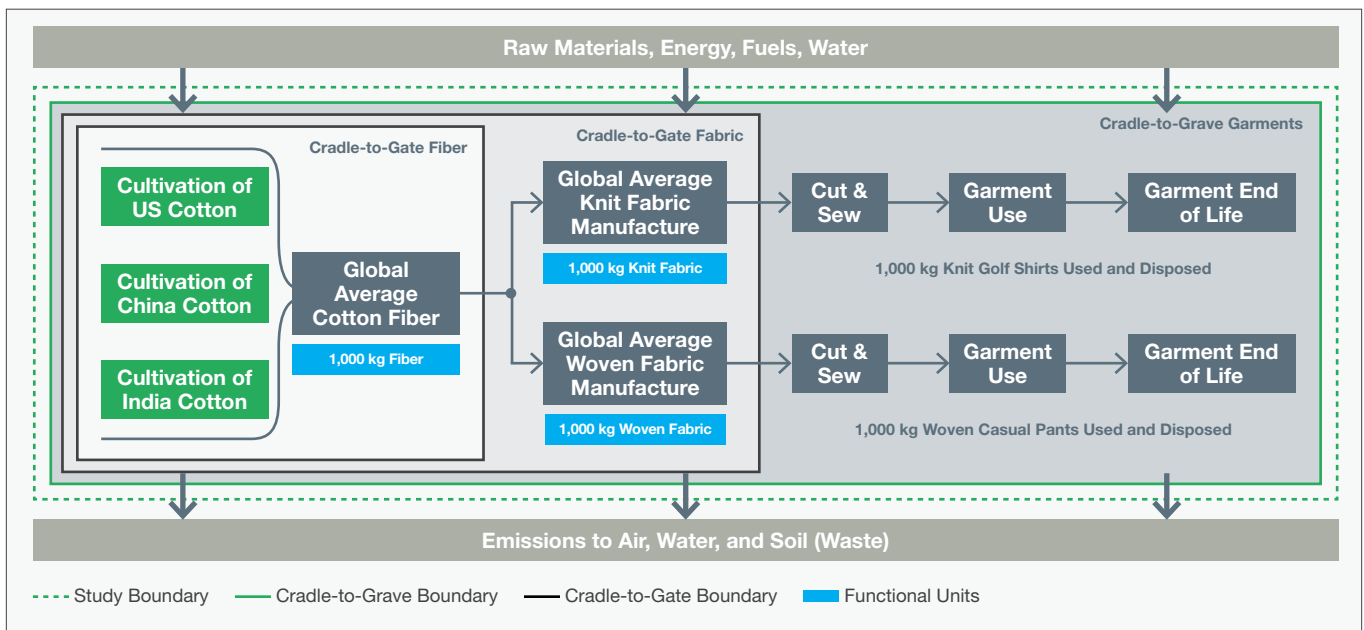 Raw Materials, Energy, Fuels, Water
Cradle-to-Grave Garments
Cradle-to-Gate Fabric
Cradle-to-Gate Fiber
Cultivation of
US Cotton
Cultivation of
China Cotton
Cultivation of
India Cotton
Global
Average
Cotton Fiber
1,000 kg Fiber
Global Average
Knit Fabric
Manufacture
1,000 kg Knit Fabric
Cut &
Sew
Garment
Use
Garment End
of Life
1,000 kg Knit Golf Shirts Used and Disposed
Global Average
Woven Fabric
Manufacture
1,000 kg Woven Fabric
Cut &
Sew
Garment
Use
Garment End
of Life
1,000 kg Woven Casual Pants Used and Disposed
Emissions to Air, Water, and Soil (Waste)
Study Boundary
Cradle-to-Grave Boundary
Cradle-to-Gate Boundary
Functional Units